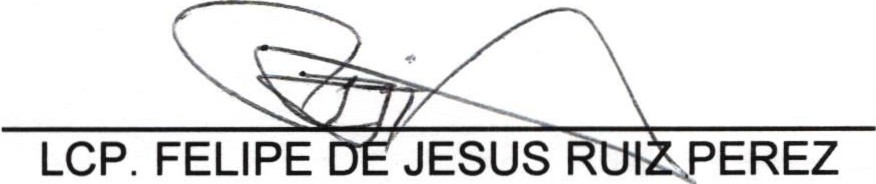 LCP. FELIPE DE JESUS RUIZ PEREZ